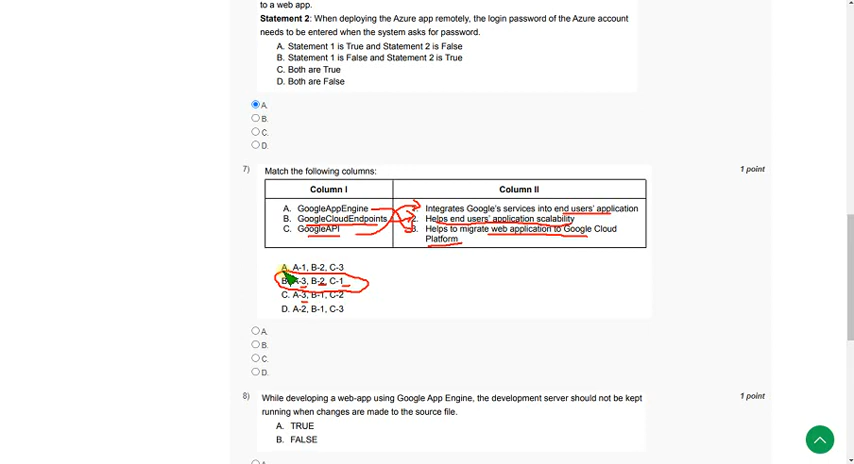 to a web app.
Statement 2: When deploying the Azure app remotely, the login password of the Azure account
needs to be entered when the system asks for password.
A. Statement 1 is True and Statement 2 is False
B. Statement 1 is False and Statement 2 is True
C. Both are True
D. Both are False
A.
B.
C.
D.
7) Match the following columns: 1 point
Column I Column II
A. GoogleAppEngine 1. Integrates Google's services into end users' application
B. GoogleCloudEndpoints 2. Helps end users' application scalability
C. GoogleAPI 3. Helps to migrate web application to Google Cloud
Platform
A. A-1, B-2, C-3
B. A-3, B-2, C-1
C. A-3, B-1, C-2
D. A-2, B-1, C-3
A.
B.
C.
D.
8) While developing a web-app using Google App Engine, the development server should not be kept 1 point
running when changes are made to the source file.
A. TRUE
B. FALSE